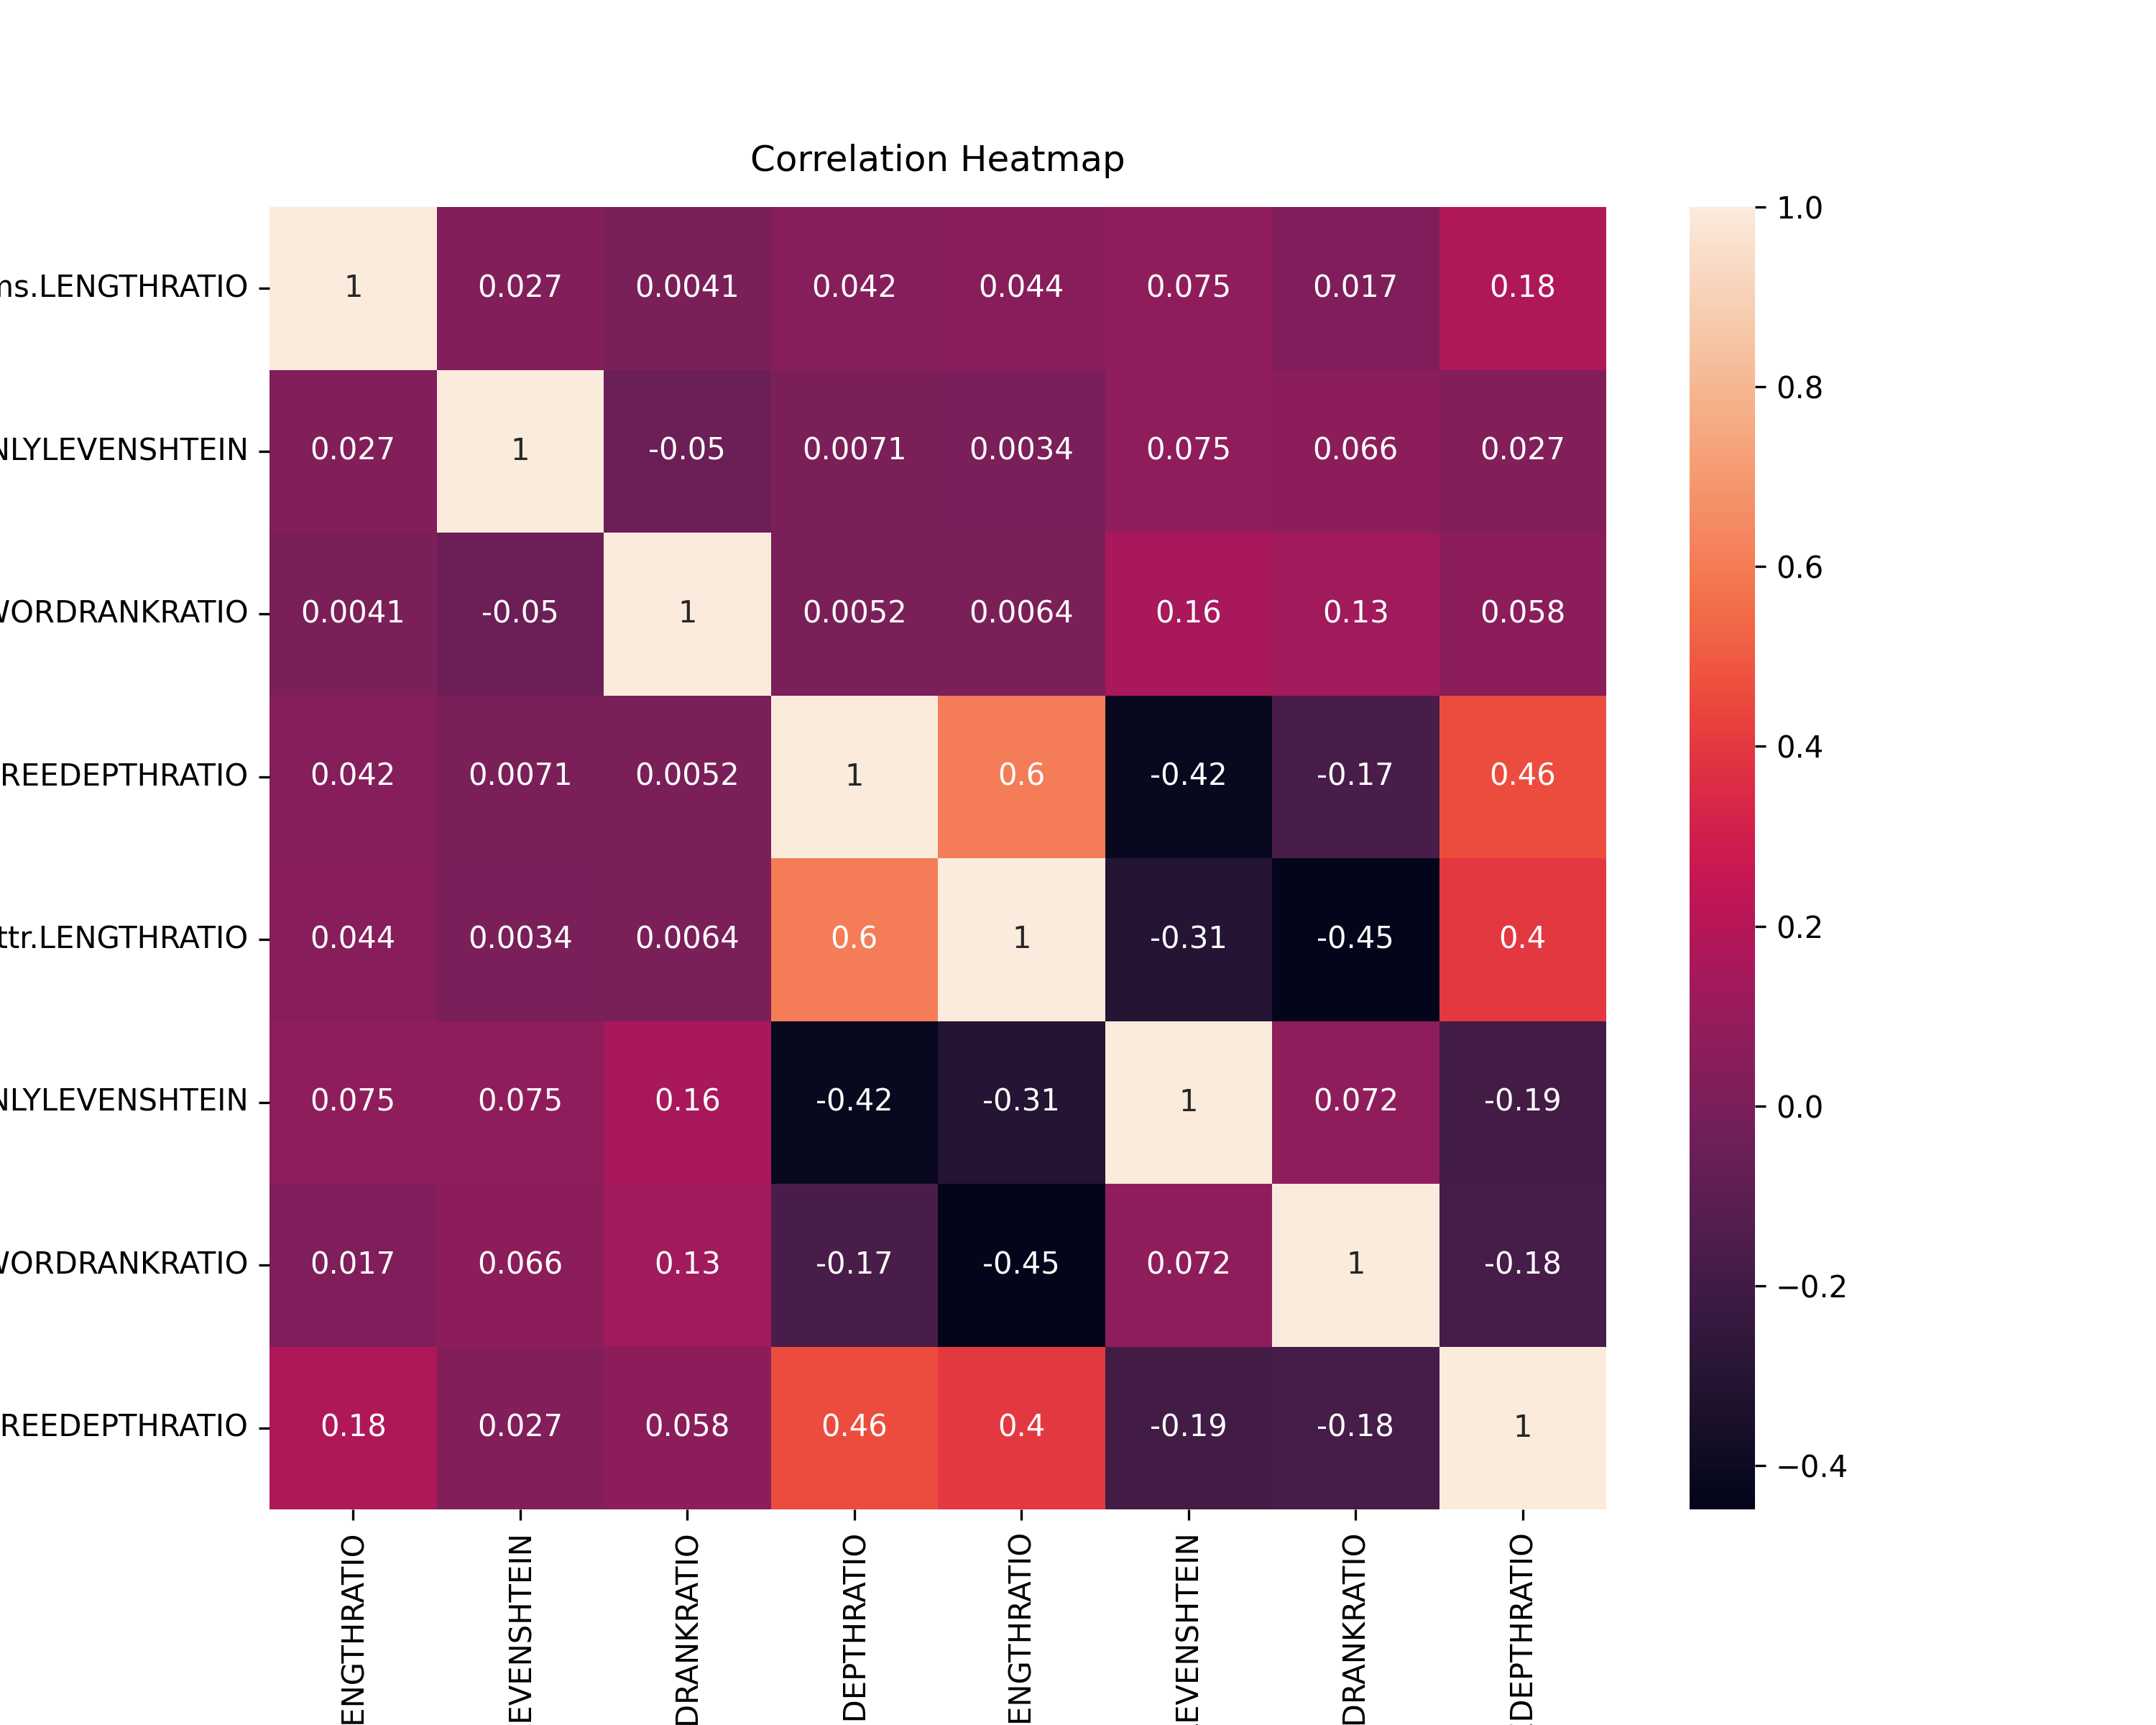 Correlation Heatmap
ms.LENGTHRATIO 1 0.027 0.0041 0.042 0.044 0.075 0.017 0.18
NLYLEVENSHTEIN 0.027 1 -0.05 0.0071 0.0034 0.075 0.066 0.027
WORDRANKRATIO 0.0041 -0.05 1 0.0052 0.0064 0.16 0.13 0.058
REEDEPTHRATIO 0.042 0.0071 0.0052 1 0.6 -0.42 -0.17 0.46
ttr.LENGTHRATIO 0.044 0.0034 0.0064 0.6 1 -0.31 -0.45 0.4
NLYLEVENSHTEIN 0.075 0.075 0.16 -0.42 -0.31 1 0.072 -0.19
WORDRANKRATIO 0.017 0.066 0.13 -0.17 -0.45 0.072 1 -0.18
REEDEPTHRATIO 0.18 0.027 0.058 0.46 0.4 -0.19 -0.18 1
ENGTHRATIO
EVENSHTEIN
DRANKRATIO
DEPTHRATIO
ENGTHRATIO
EVENSHTEIN
DRANKRATIO
DEPTHRATIO
1.0
0.8
0.6
0.4
0.2
0.0
−0.2
−0.4